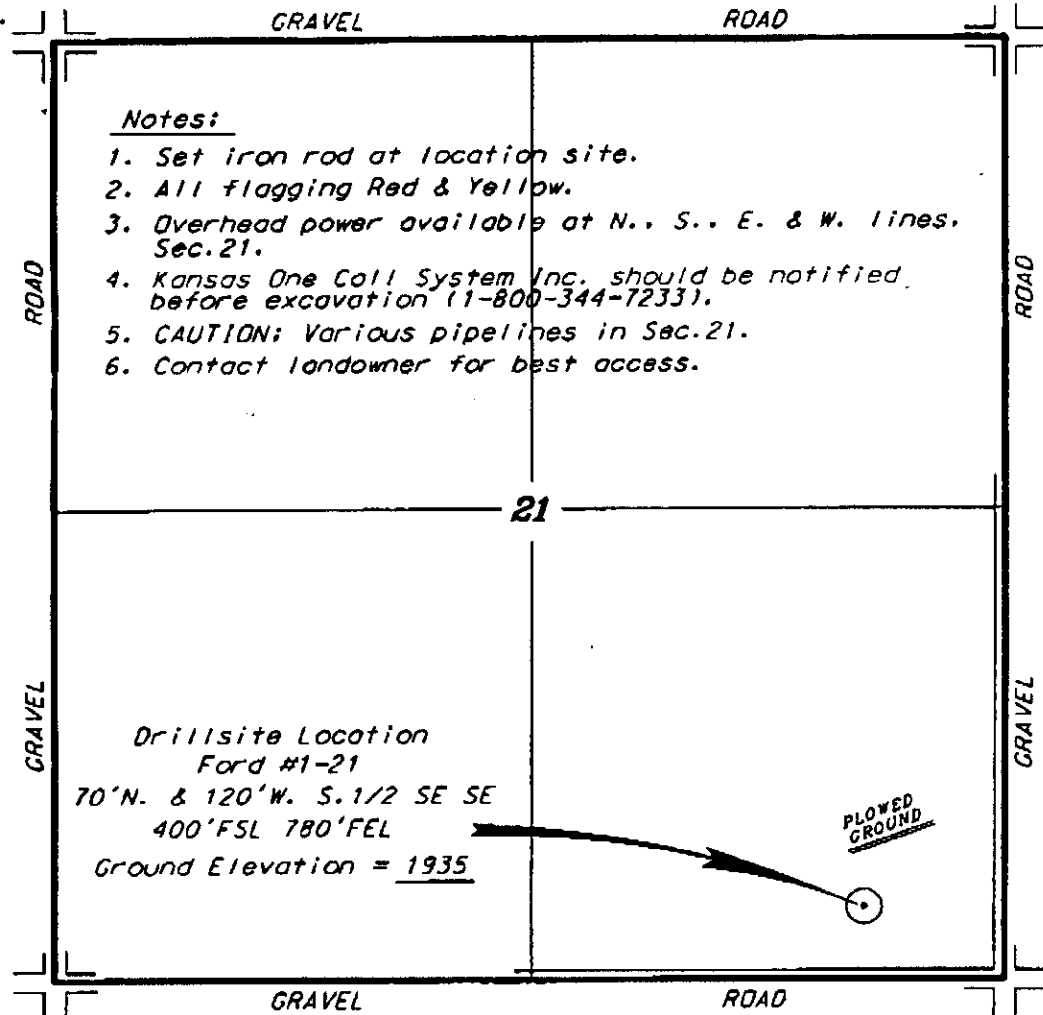 GRAVEL ROAD
Notes:
1. Set iron rod at location site.
2. All flagging Red & Yellow.
3. Overhead power available at N., S., E. & W. lines,
Sec.21.
4. Kansas One Call System Inc. should be notified
before excavation (1-800-344-7233).
5. CAUTION: Various pipelines in Sec.21.
6. Contact landowner for best access.
ROAD
ROAD
21
GRAVEL
GRAVEL
Drillsite Location
Ford #1-21
70'N. & 120'W. S.1/2 SE SE
400'FSL 780'FEL
Ground Elevation = 1935
PLOWED
GROUND
GRAVEL ROAD